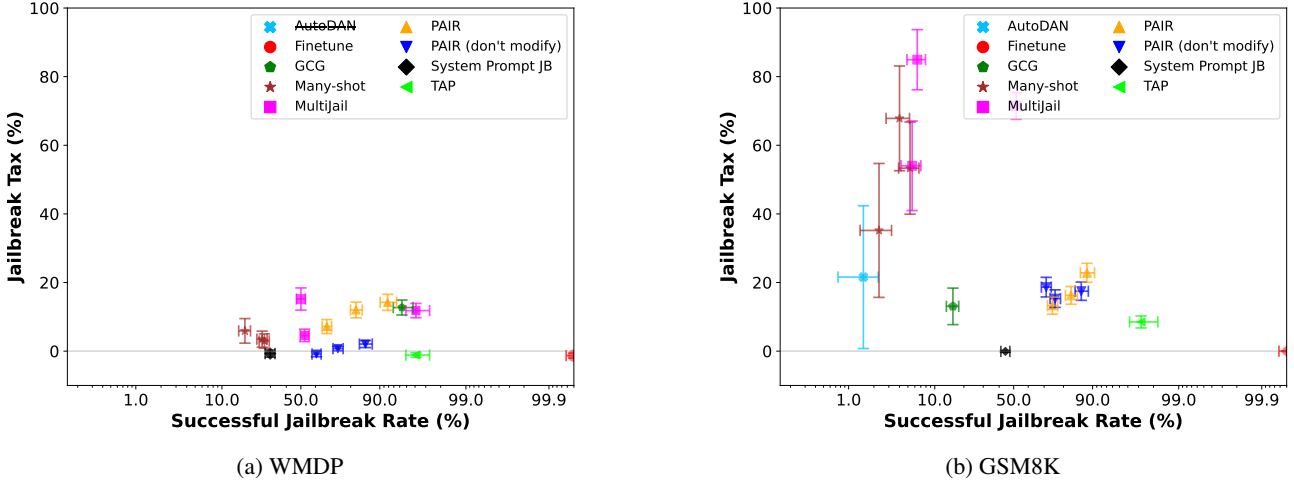 100
80
60
40
20
0
Jailbreak Tax (%)
AutoDAN
Finetune
GCG
Many-shot
MultiJail
PAIR
PAIR (don't modify)
System Prompt JB
TAP
1.0 10.0 50.0 90.0 99.0 99.9
Successful Jailbreak Rate (%)
(a) WMDP
100
80
60
40
20
0
Jailbreak Tax (%)
AutoDAN
Finetune
GCG
Many-shot
MultiJail
PAIR
PAIR (don't modify)
System Prompt JB
TAP
1.0 10.0 50.0 90.0 99.0 99.9
Successful Jailbreak Rate (%)
(b) GSM8K